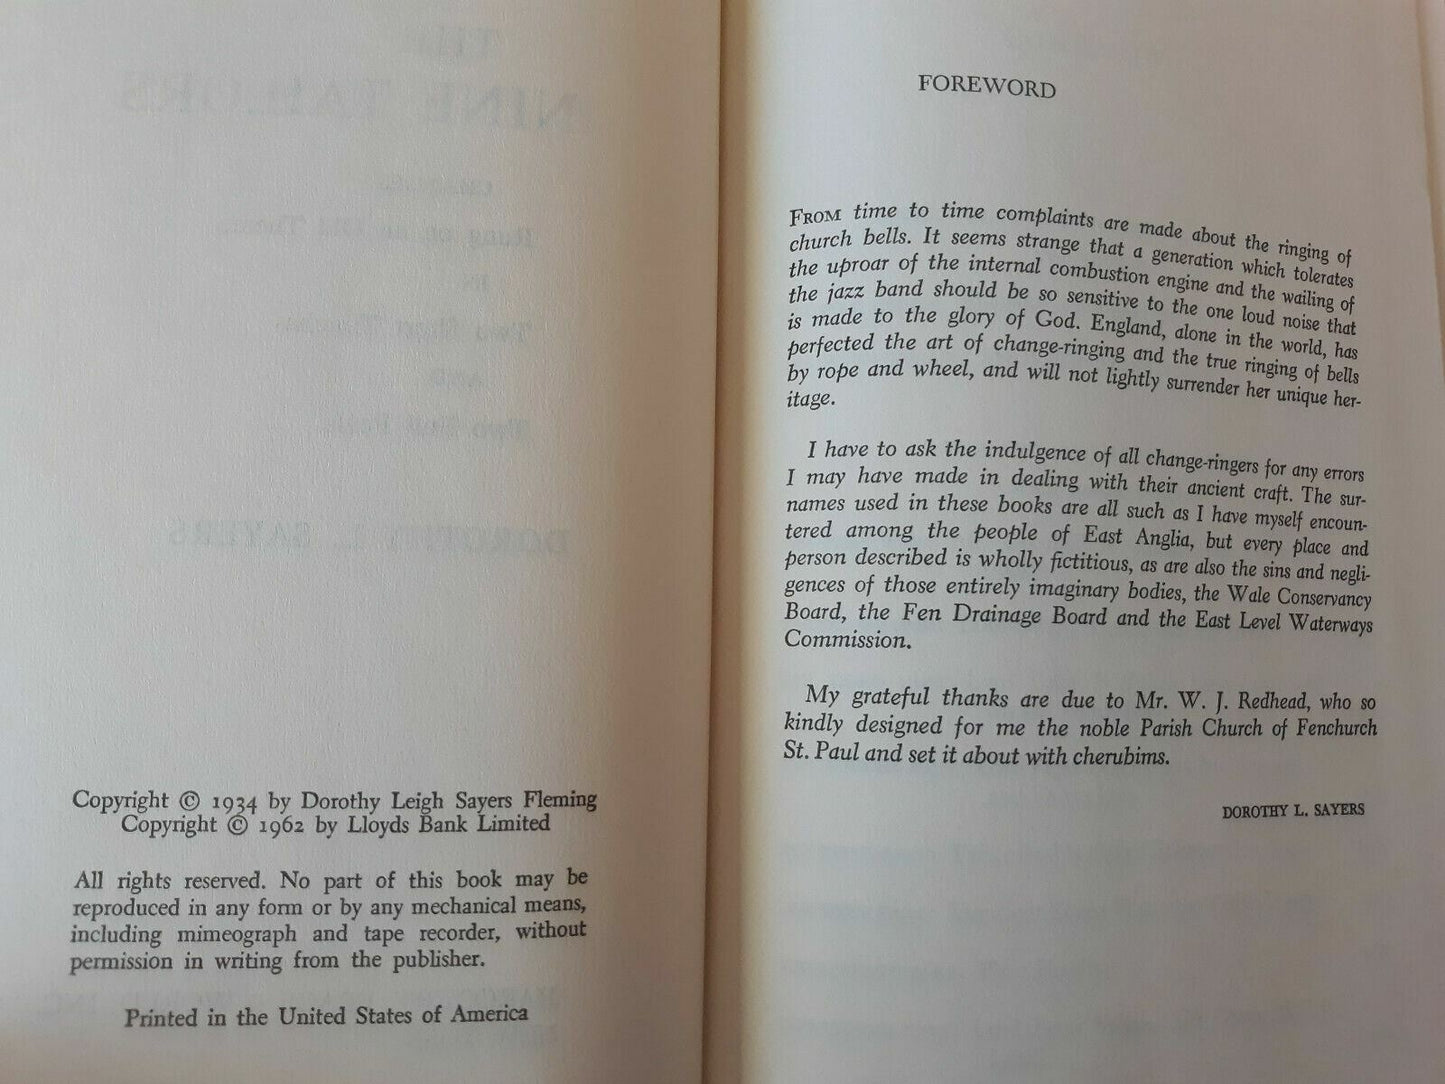 Copyright © 1934 by Dorothy Leigh Sayers Fleming
Copyright © 1962 by Lloyds Bank Limited
All rights reserved. No part of this book may be
reproduced in any form or by any mechanical means,
including mimeograph and tape recorder, without
permission in writing from the publisher.
Printed in the United States of America
FOREWORD
FROM time to time complaints are made about the ringing of
church bells. It seems strange that a generation which tolerates
the uproar of the internal combustion engine and the wailing of
the jazz band should be so sensitive to the one loud noise that
is made to the glory of God. England, alone in the world, has
perfected the art of change-ringing and the true ringing of bells
by rope and wheel, and will not lightly surrender her unique her-
itage.
I have to ask the indulgence of all change-ringers for any errors
I may have made in dealing with their ancient craft. The sur-
names used in these books are all such as I have myself encoun-
tered among the people of East Anglia, but every place and
person described is wholly fictitious, as are also the sins and negli-
gences of those entirely imaginary bodies, the Wale Conservancy
Board, the Fen Drainage Board and the East Level Waterways
Commission.
My grateful thanks are due to Mr. W. J. Redhead, who so
kindly designed for me the noble Parish Church of Fenchurch
St. Paul and set it about with cherubims.
DOROTHY L. SAYERS